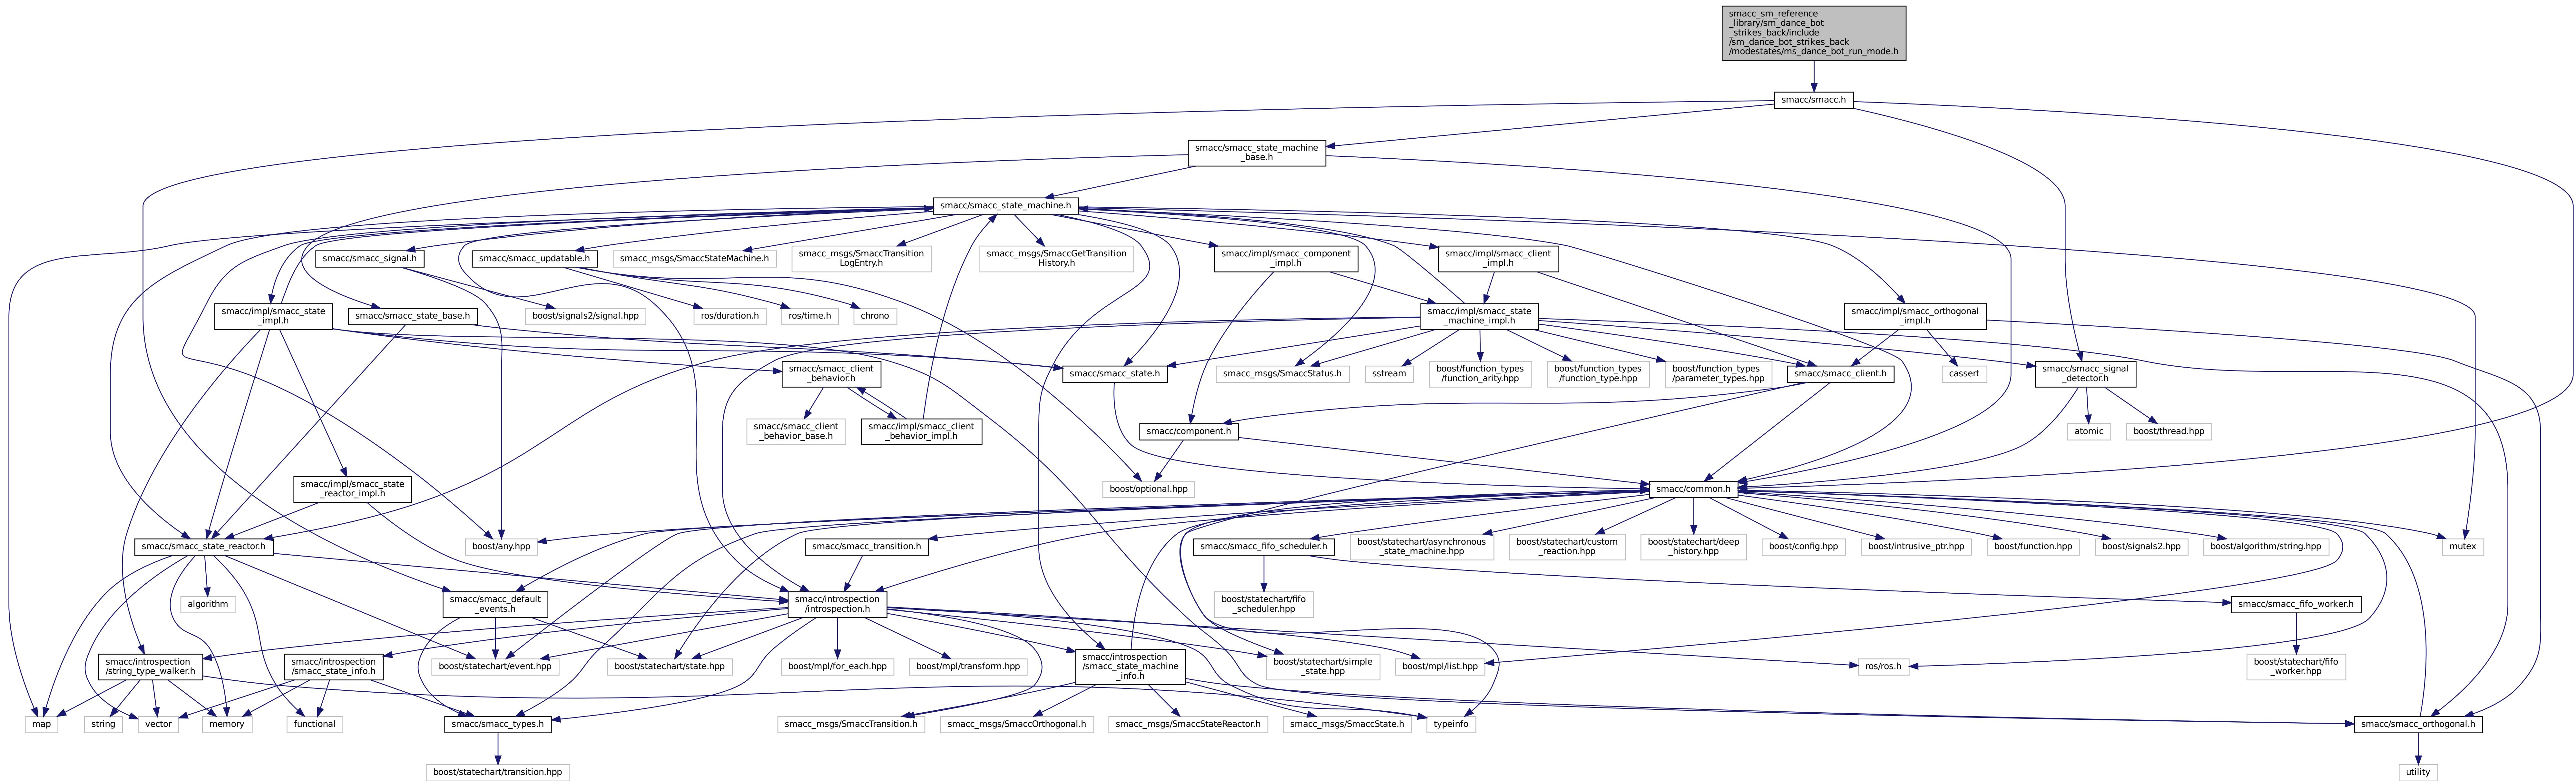 smacc_sm_reference
_library/sm_dance_bot
_strikes_back/include
/sm_dance_bot_strikes_back
/modestates/ms_dance_bot_run_mode.h
smacc/smacc.h
smacc/smacc_state_machine
_base.h
smacc/smacc_state_machine.h
smacc/smacc_signal.h
smacc/smacc_updatable.h
smacc_msgs/SmaccStateMachine.h
smacc_msgs/SmaccTransition
LogEntry.h
smacc_msgs/SmaccGetTransition
History.h
smacc/impl/smacc_component
_impl.h
smacc/impl/smacc_client
_impl.h
smacc/impl/smacc_state
_impl.h
smacc/smacc_state_base.h
boost/signals2/signal.hpp
ros/duration.h
ros/time.h
chrono
smacc/impl/smacc_state
_machine_impl.h
smacc/impl/smacc_orthogonal
_impl.h
smacc/smacc_client
_behavior.h
smacc/smacc_state.h
smacc_msgs/SmaccStatus.h
sstream
boost/function_types
/function_arity.hpp
boost/function_types
/function_type.hpp
boost/function_types
/parameter_types.hpp
smacc/smacc_client.h
cassert
smacc/smacc_signal
_detector.h
smacc/smacc_client
_behavior_base.h
smacc/impl/smacc_client
_behavior_impl.h
smacc/component.h
atomic
boost/thread.hpp
smacc/impl/smacc_state
_reactor_impl.h
boost/optional.hpp
smacc/common.h
smacc/smacc_state_reactor.h
boost/any.hpp
smacc/smacc_transition.h
smacc/smacc_fifo_scheduler.h
boost/statechart/asynchronous
_state_machine.hpp
boost/statechart/custom
_reaction.hpp
boost/statechart/deep
_history.hpp
boost/config.hpp
boost/intrusive_ptr.hpp
boost/function.hpp
boost/signals2.hpp
boost/algorithm/string.hpp
mutex
algorithm
smacc/smacc_default
_events.h
smacc/introspection
/introspection.h
boost/statechart/fifo
_scheduler.hpp
smacc/smacc_fifo_worker.h
smacc/introspection
/string_type_walker.h
smacc/introspection
/smacc_state_info.h
boost/statechart/event.hpp
boost/statechart/state.hpp
boost/mpl/for_each.hpp
boost/mpl/transform.hpp
smacc/introspection
/smacc_state_machine
_info.h
boost/statechart/simple
_state.hpp
boost/mpl/list.hpp
ros/ros.h
boost/statechart/fifo
_worker.hpp
map
string
vector
memory
functional
smacc/smacc_types.h
smacc_msgs/SmaccTransition.h
smacc_msgs/SmaccOrthogonal.h
smacc_msgs/SmaccStateReactor.h
smacc_msgs/SmaccState.h
typeinfo
smacc/smacc_orthogonal.h
boost/statechart/transition.hpp
utility